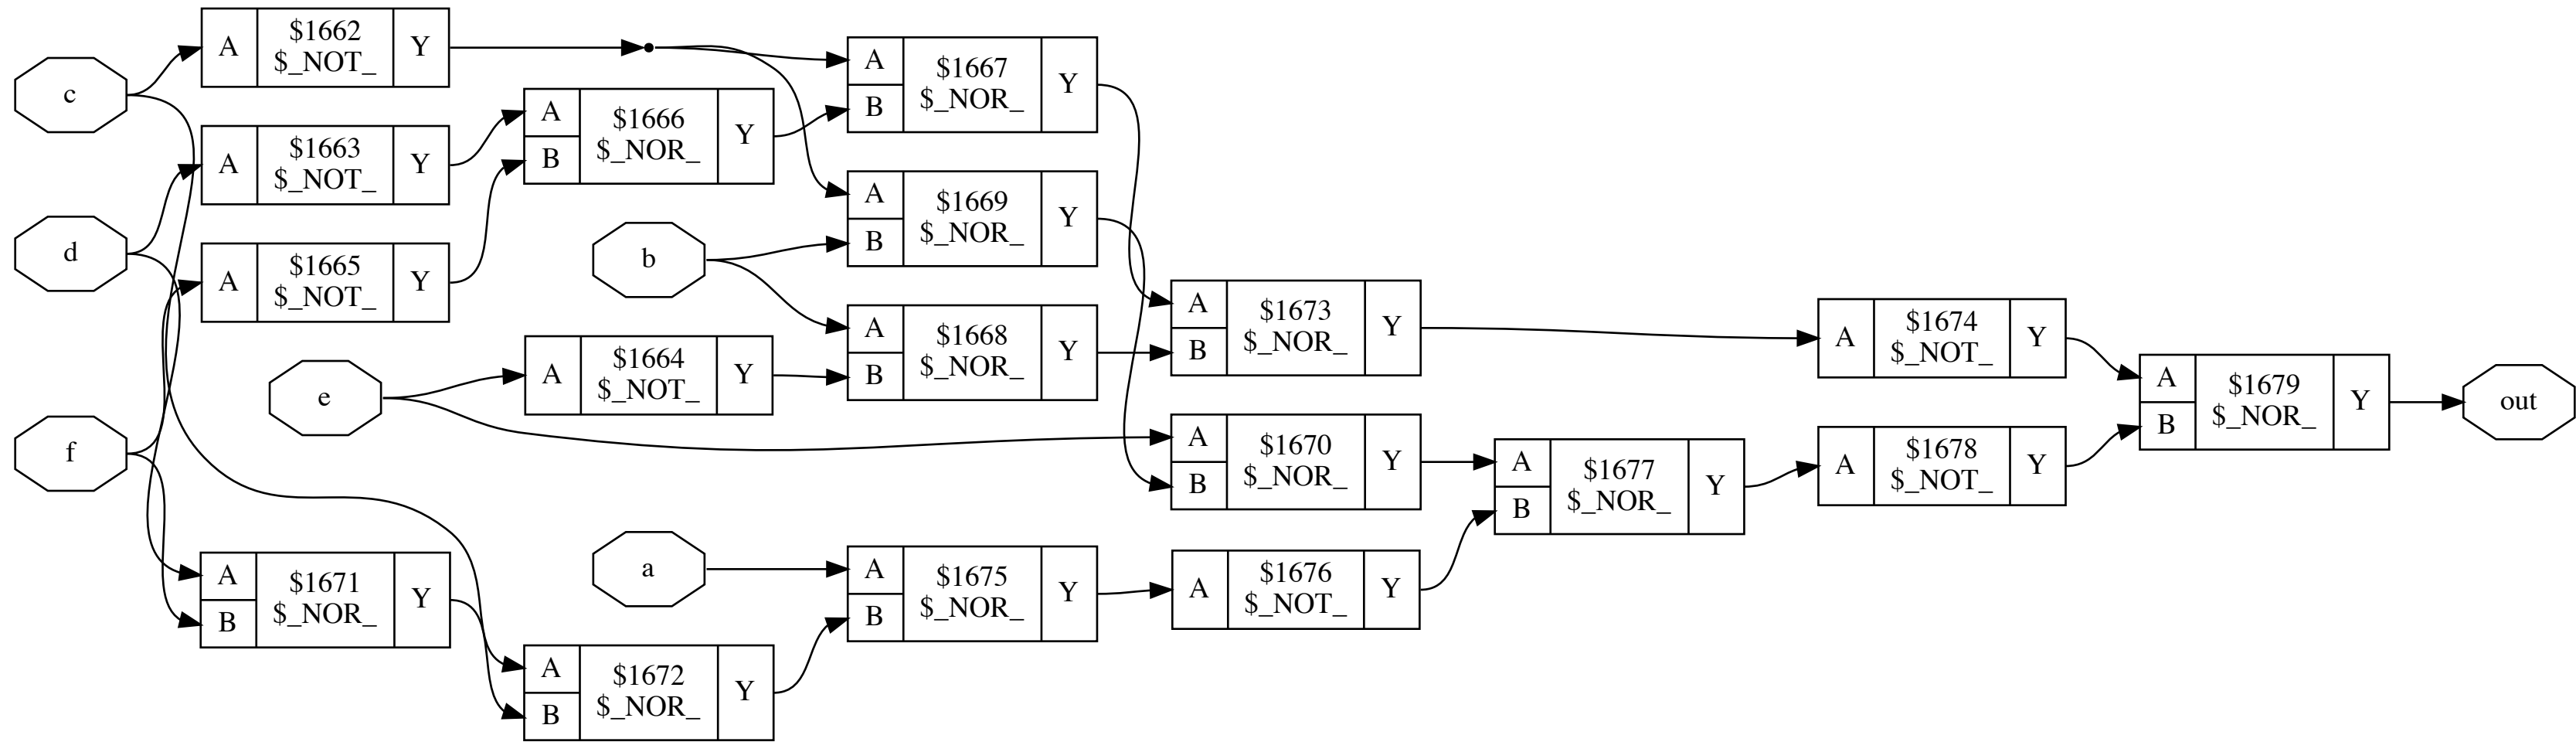 c
d
f
A
$1662
$_NOT_
Y
A
$1663
$_NOT_
Y
A
$1665
$_NOT_
Y
e
A
B
$1671
$_NOR_
Y
A
B
$1666
$_NOR_
Y
b
A
$1664
$_NOT_
Y
a
A
B
$1672
$_NOR_
Y
A
B
$1667
$_NOR_
Y
A
B
$1669
$_NOR_
Y
A
B
$1668
$_NOR_
Y
A
B
$1675
$_NOR_
Y
A
B
$1673
$_NOR_
Y
A
B
$1670
$_NOR_
Y
A
$1676
$_NOT_
Y
A
B
$1677
$_NOR_
Y
A
$1674
$_NOT_
Y
A
$1678
$_NOT_
Y
A
B
$1679
$_NOR_
Y
out